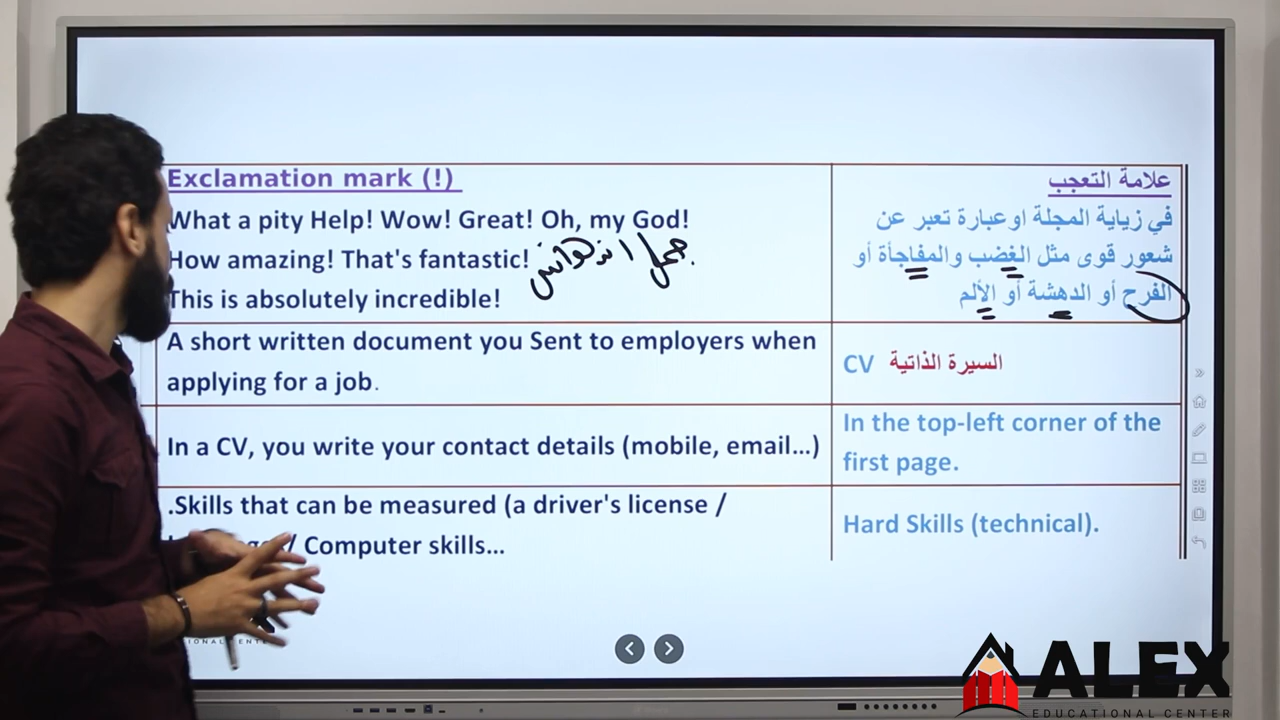 Exclamation mark (!)
علامة التعجب
What a pity Help! Wow! Great! Oh, my God!
How amazing! That's fantastic!
This is absolutely incredible!
في زياية المجلة اوعبارة تعبر عن
شعور قوى مثل الغضب والمفاجأة أو
الفرح أو الدهشة أو الألم
A short written document you Sent to employers when
applying for a job.
CV السيرة الذاتية
In a CV, you write your contact details (mobile, email...)
In the top-left corner of the
first page.
.Skills that can be measured (a driver's license /
/ Computer skills...
Hard Skills (technical).
ALEX
EDUCATIONAL CENTER